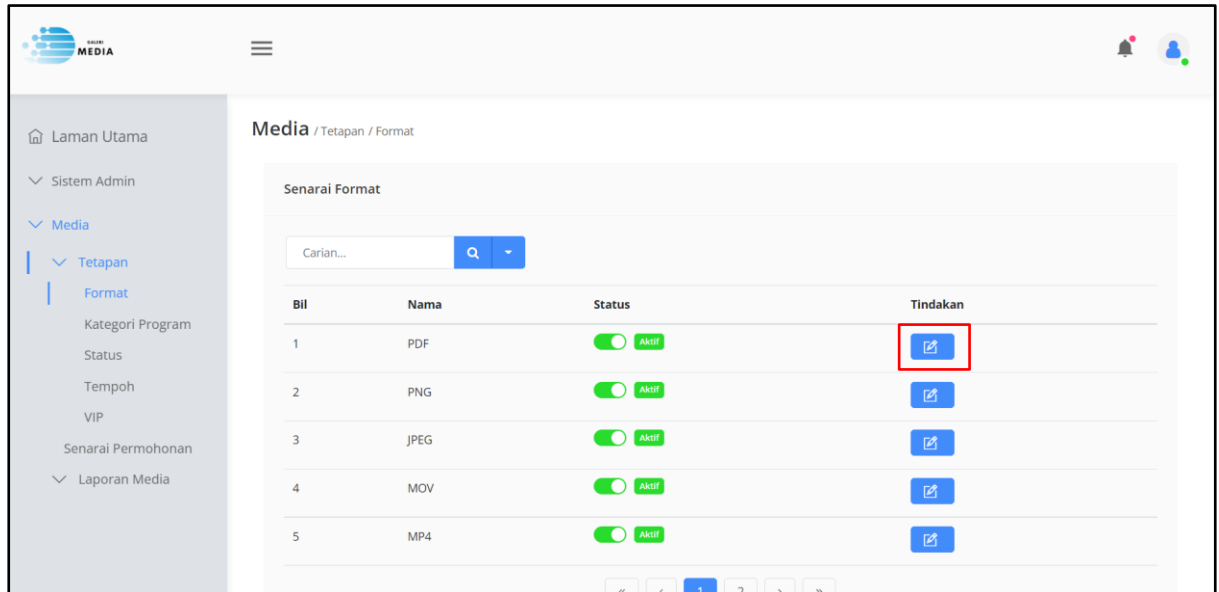 GALERI
MEDIA
Laman Utama
Sistem Admin
Media
Tetapan
Format
Kategori Program
Status
Tempoh
VIP
Senarai Permohonan
Laporan Media
Media / Tetapan / Format
Senarai Format
Carian...
Bil Nama Status Tindakan
1 PDF Aktif
2 PNG Aktif
3 JPEG Aktif
4 MOV Aktif
5 MP4 Aktif
« ‹ 1 2 › »